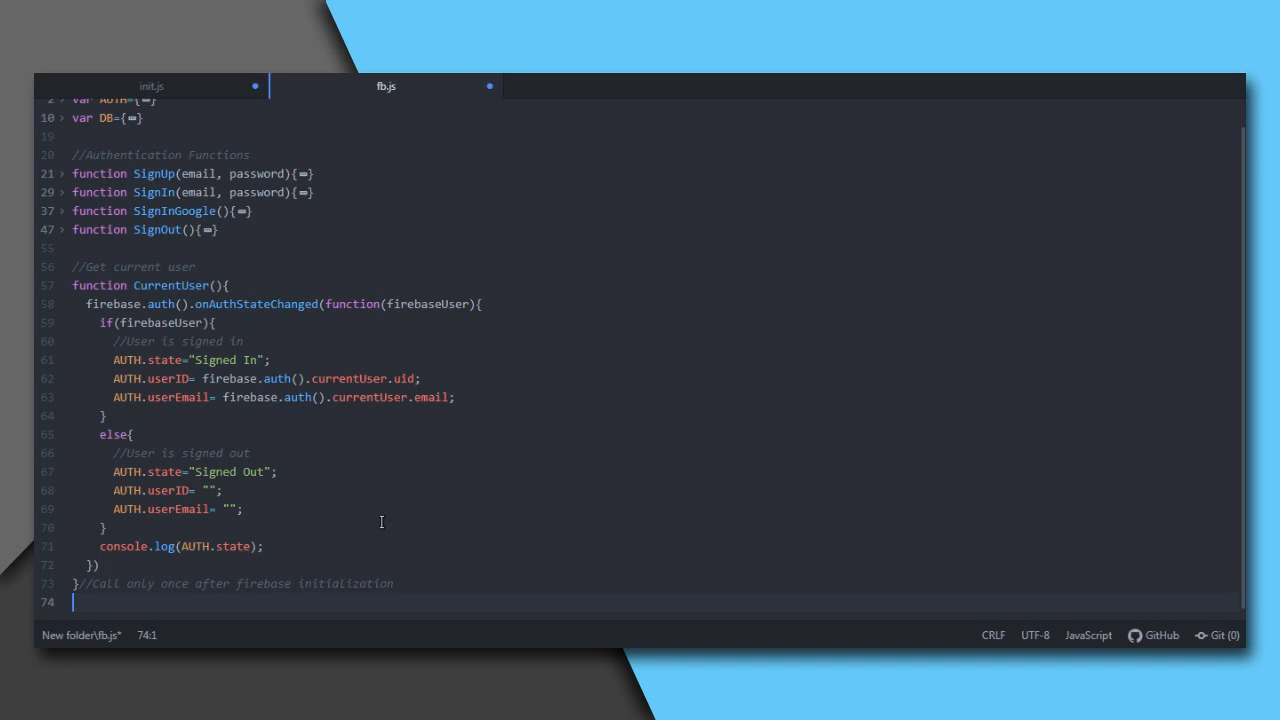 init.js fb.js
2 var AUTH={
10 var DB={ }
19
20 //Authentication Functions
21 function SignUp(email, password){ }
29 function SignIn(email, password){ }
37 function SignInGoogle(){ }
47 function SignOut(){ }
55
56 //Get current user
57 function CurrentUser(){
58 firebase.auth().onAuthStateChanged(function(firebaseUser){
59 if(firebaseUser){
60 //User is signed in
61 AUTH.state="Signed In";
62 AUTH.userID= firebase.auth().currentUser.uid;
63 AUTH.userEmail= firebase.auth().currentUser.email;
64 }
65 else{
66 //User is signed out
67 AUTH.state="Signed Out";
68 AUTH.userID= "";
69 AUTH.userEmail= "";
70 }
71 console.log(AUTH.state);
72 })
73 }//Call only once after firebase initialization
74
New folder\fb.js* 74:1 CRLF UTF-8 JavaScript GitHub Git (0)